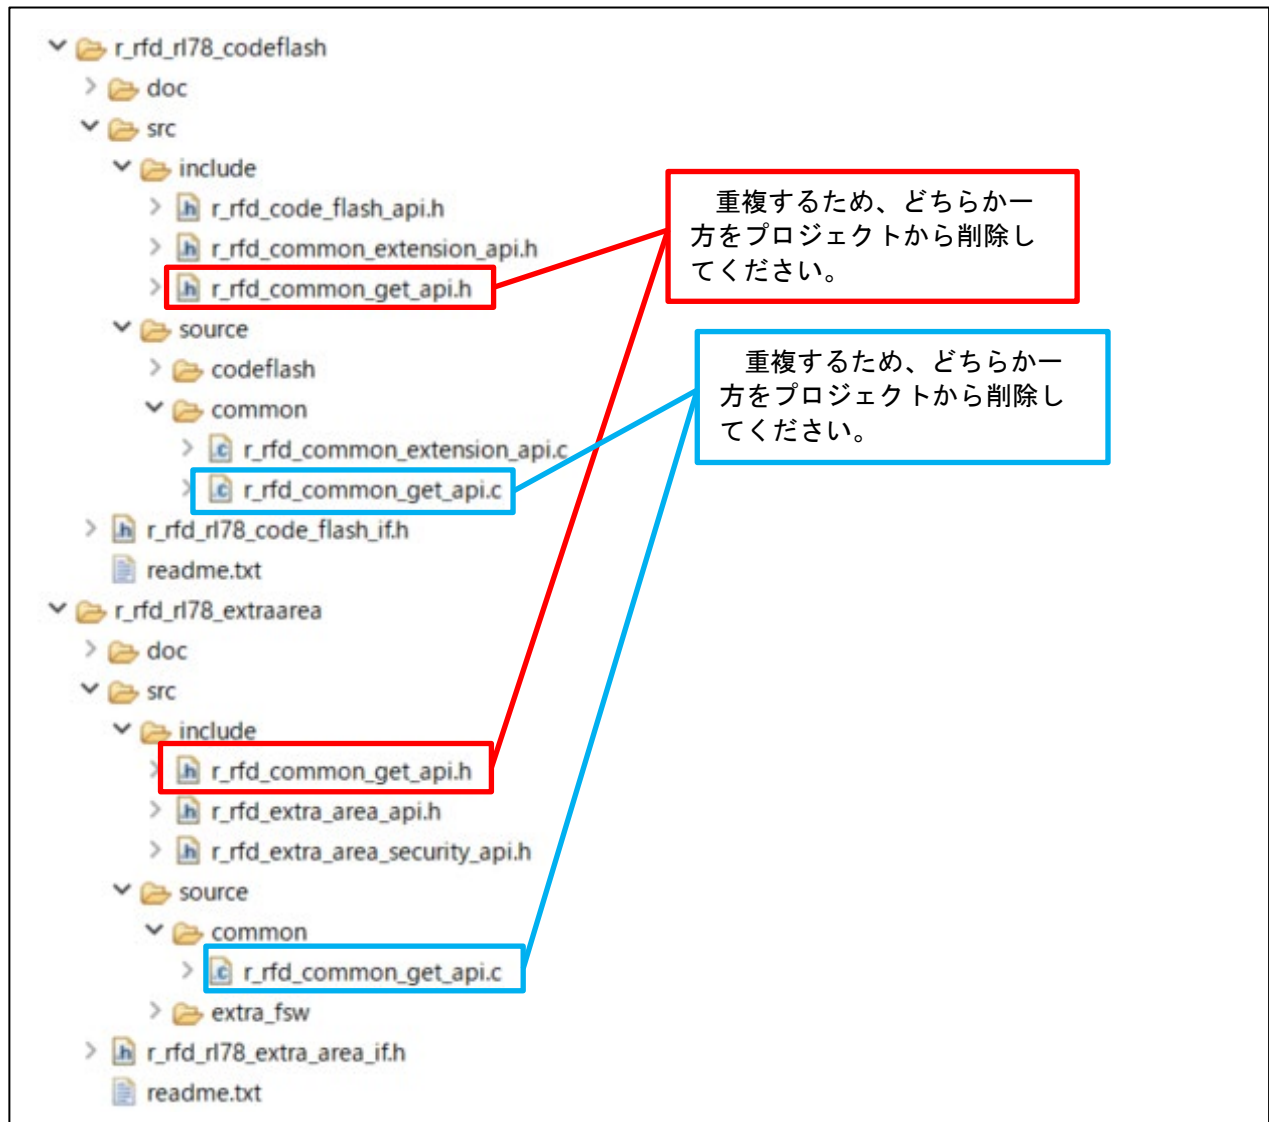 r_rfd_rl78_codeflash
doc
src
include
r_rfd_code_flash_api.h
r_rfd_common_extension_api.h
r_rfd_common_get_api.h
source
codeflash
common
r_rfd_common_extension_api.c
r_rfd_common_get_api.c
r_rfd_rl78_code_flash_if.h
readme.txt
r_rfd_rl78_extraarea
doc
src
include
r_rfd_common_get_api.h
r_rfd_extra_area_api.h
r_rfd_extra_area_security_api.h
source
common
r_rfd_common_get_api.c
extra_fsw
r_rfd_rl78_extra_area_if.h
readme.txt
重複するため、どちらか一
方をプロジェクトから削除し
てください。
重複するため、どちらか一
方をプロジェクトから削除し
てください。